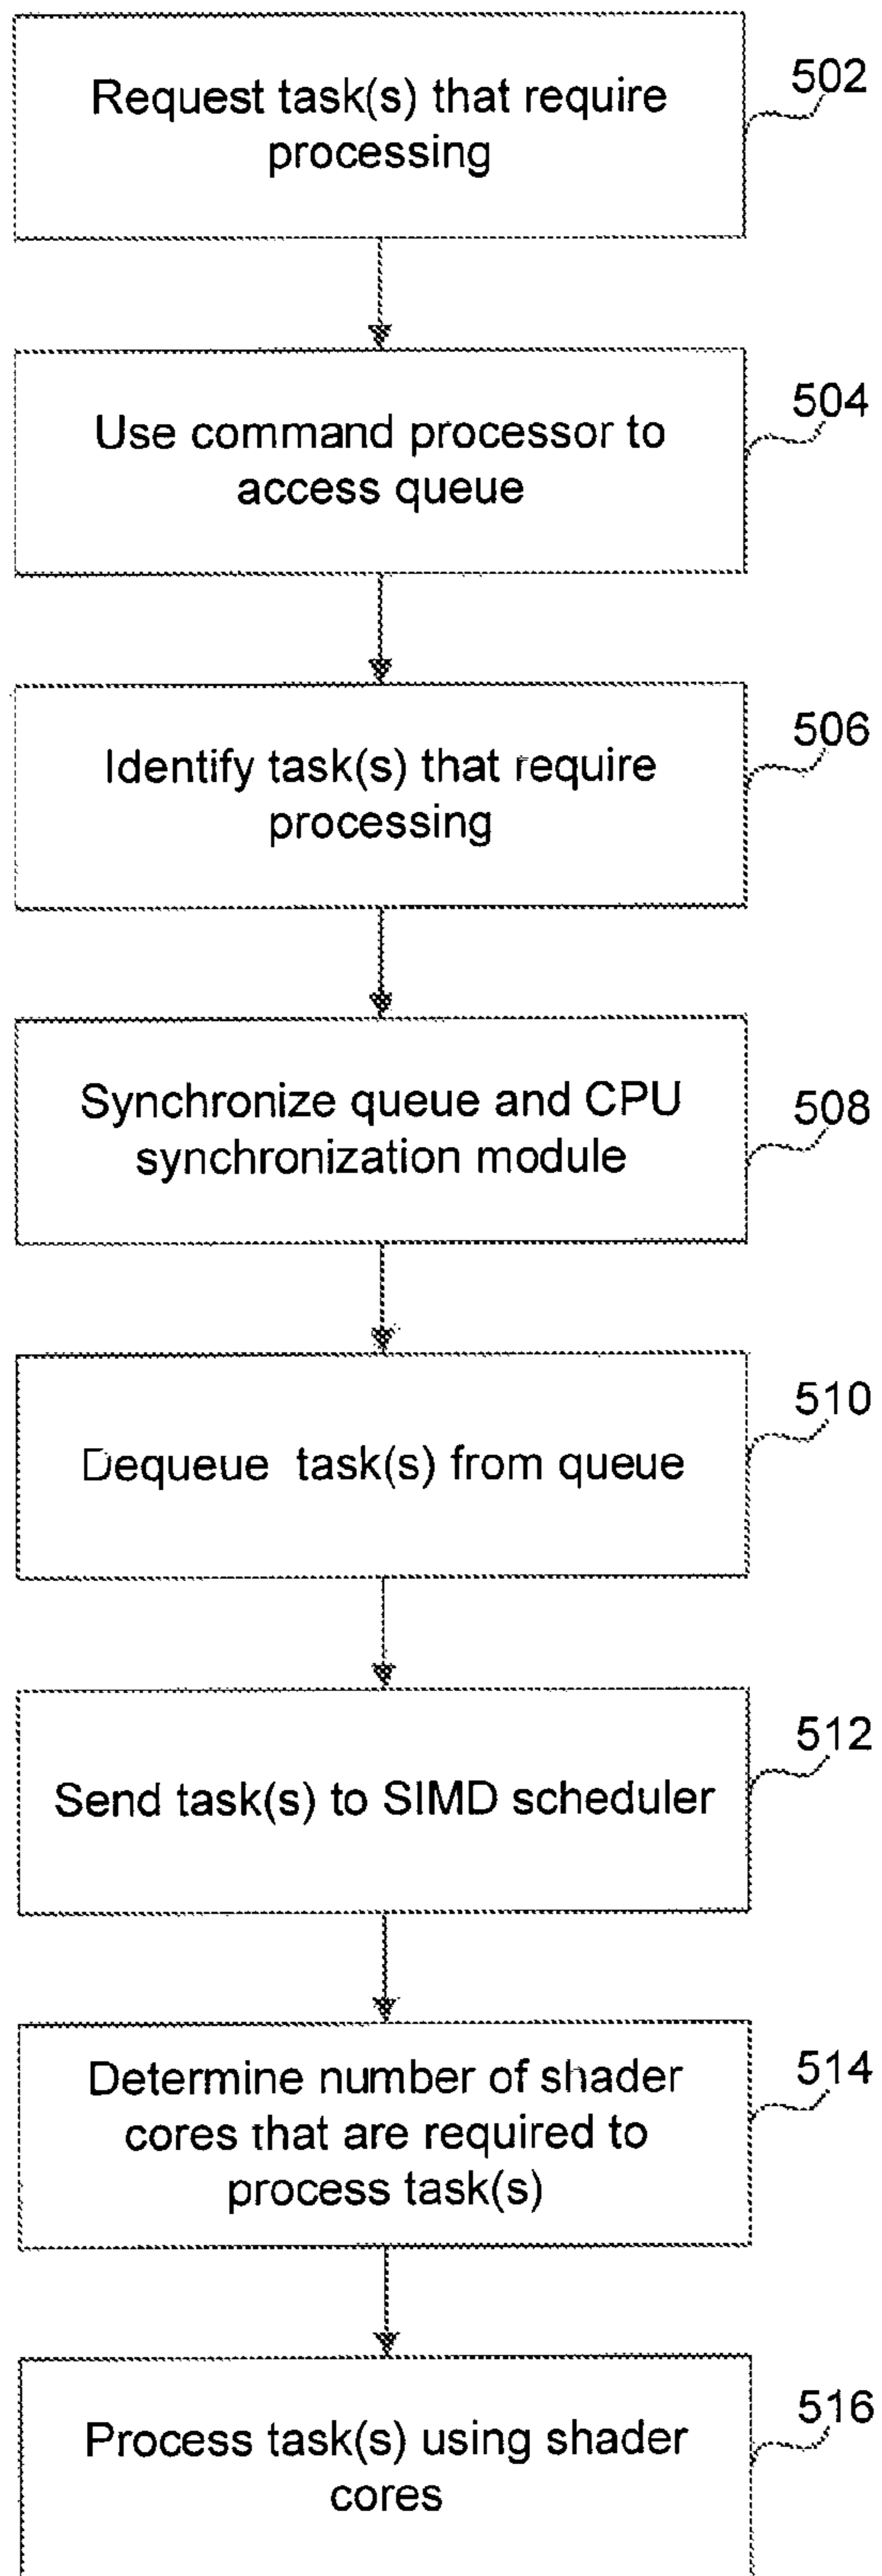 Request task(s) that require
processing
502
Use command processor to
access queue
504
Identify task(s) that require
processing
506
Synchronize queue and CPU
synchronization module
508
Dequeue task(s) from queue
510
Send task(s) to SIMD scheduler
512
Determine number of shader
cores that are required to
process task(s)
514
Process task(s) using shader
cores
516